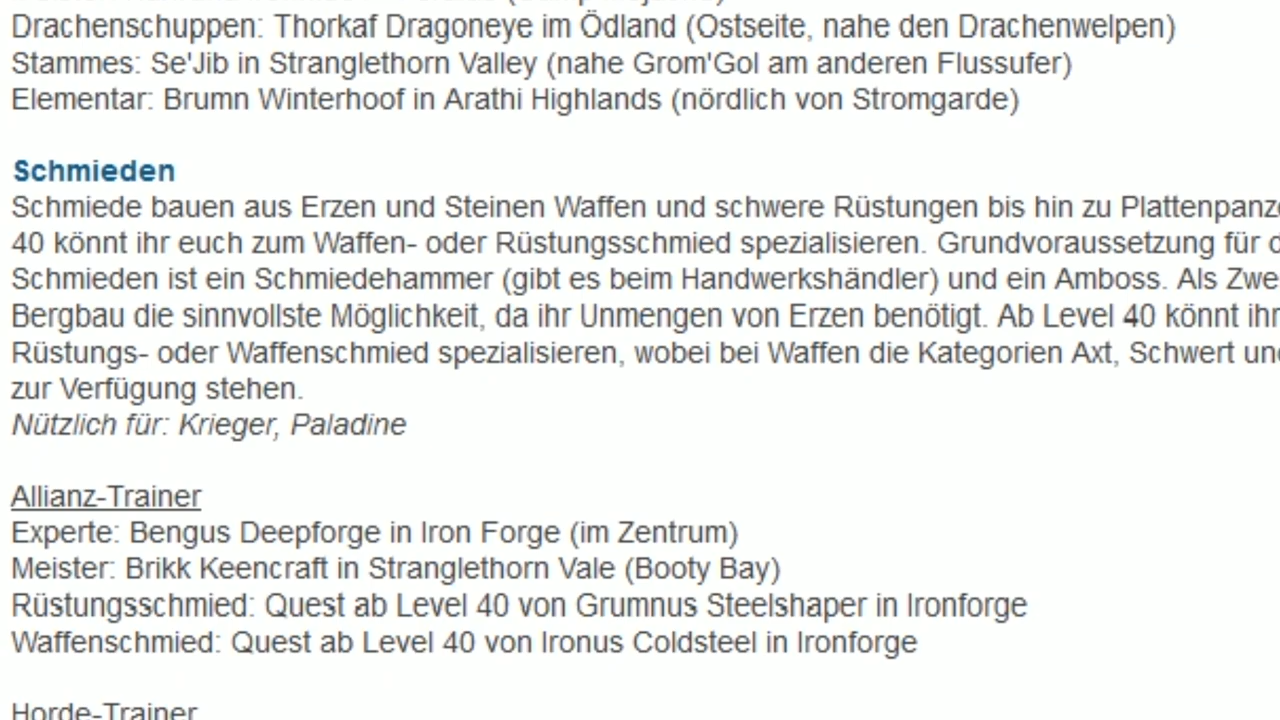 Drachenschuppen: Thorkaf Dragoneye im Ödland (Ostseite, nahe den Drachenwelpen)
Stammes: Se'Jib in Stranglethorn Valley (nahe Grom'Gol am anderen Flussufer)
Elementar: Brumn Winterhoof in Arathi Highlands (nördlich von Stromgarde)
Schmieden
Schmiede bauen aus Erzen und Steinen Waffen und schwere Rüstungen bis hin zu
40 könnt ihr euch zum Waffen- oder Rüstungsschmied spezialisieren. Grundvoraussetzung für
Schmieden ist ein Schmiedehammer (gibt es beim Handwerkshändler) und ein Amboss. Als
Bergbau die sinnvollste Möglichkeit, da ihr Unmengen von Erzen benötigt. Ab Level 40 könnt ihr
Rüstungs- oder Waffenschmied spezialisieren, wobei bei Waffen die Kategorien Axt, Schwert und
zur Verfügung stehen.
Nützlich für: Krieger, Paladine
Allianz-Trainer
Experte: Bengus Deepforge in Iron Forge (im Zentrum)
Meister: Brikk Keencraft in Stranglethorn Vale (Booty Bay)
Rüstungsschmied: Quest ab Level 40 von Grumnus Steelshaper in Ironforge
Waffenschmied: Quest ab Level 40 von Ironus Coldsteel in Ironforge
Horde-Trainer